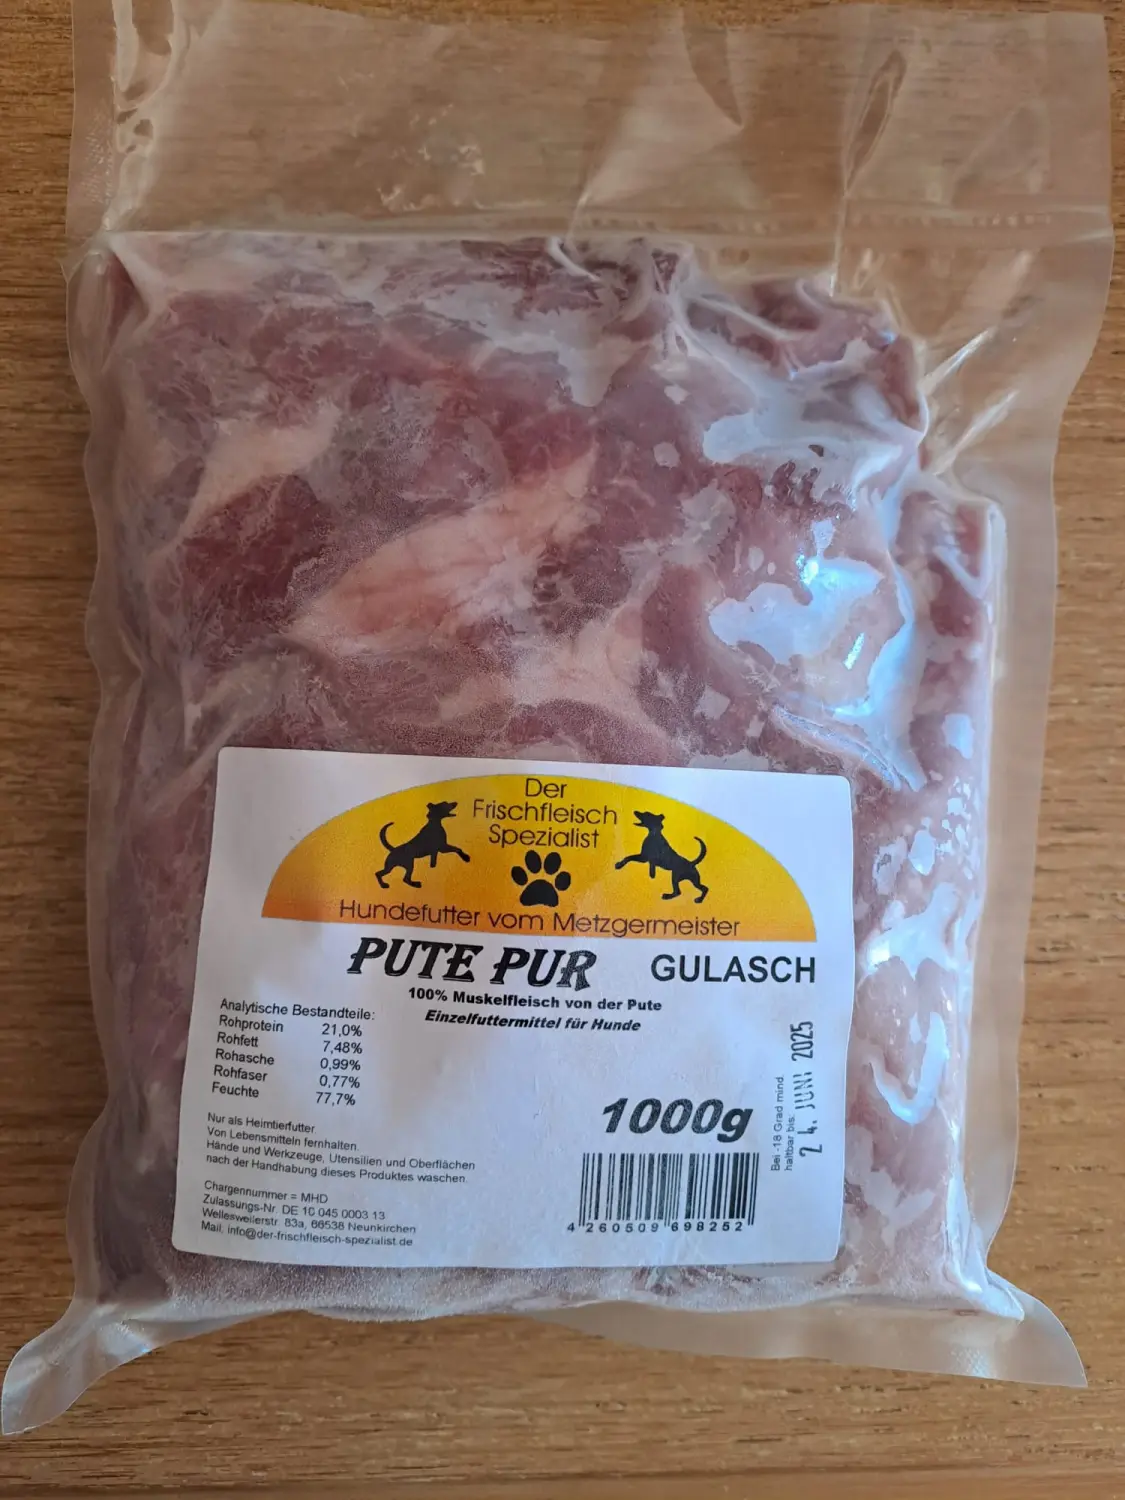 Der
Frischfleisch
Spezialist
Hundefutter vom Metzgermeister
PUTE PUR GULASCH
100% Muskelfleisch von der Pute
Einzelfuttermittel für Hunde
Analytische Bestandteile:
Rohprotein 21,0%
Rohfett 7,48%
Rohasche 0,99%
Rohfaser 0,77%
Feuchte 77,7%
Nur als Heimtierfutter
Von Lebensmitteln fernhalten.
Hände und Werkzeuge, Utensilien und Oberflächen
nach der Handhabung dieses Produktes waschen.
Chargennummer = MHD
Zulassungs-Nr. DE 10 045 0003 13
Wellesweilerstr. 83a, 66538 Neunkirchen
Mail. info@der-frischfleisch-spezialist.de
1000g
4 260509 698252
Bei -18 Grad mind.
haltbar bis:
24. JUNI 2025